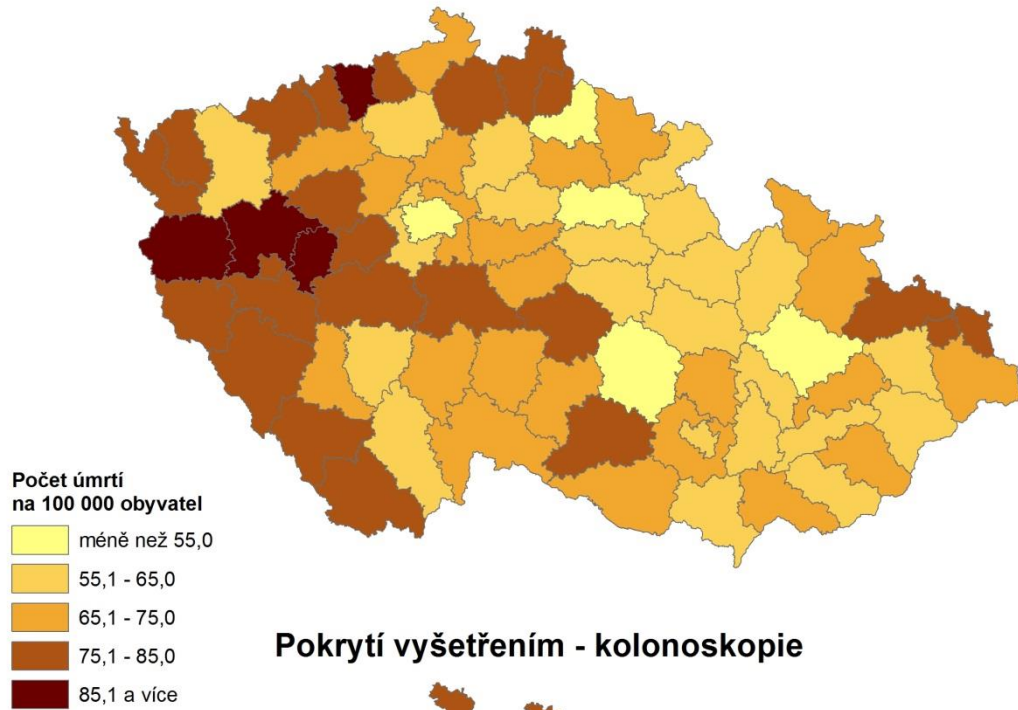 Počet úmrtí
na 100 000 obyvatel
méně než 55,0
55,1 - 65,0
65,1 - 75,0
75,1 - 85,0
85,1 a více
Pokrytí vyšetřením - kolonoskopie